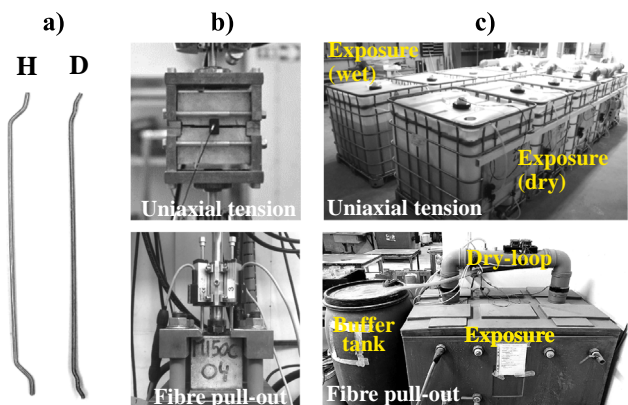 a)
b)
c)
H
D
Uniaxial tension
Exposure
(wet)
Exposure
(dry)
Uniaxial tension
04
Fibre pull-out
Dry-loop
Buffer
tank
Exposure
Fibre pull-out